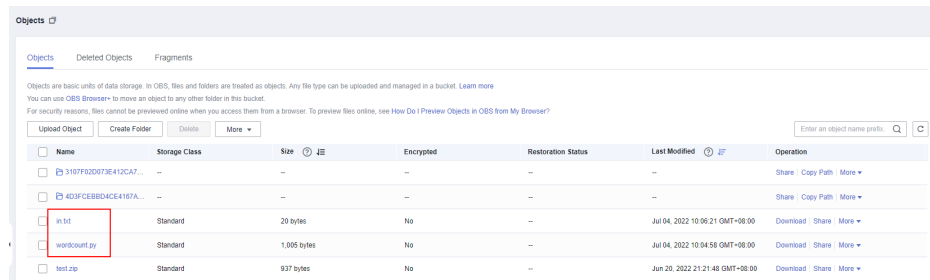 Objects
Objects Deleted Objects Fragments
Objects are basic units of data storage. In OBS, files and folders are treated as objects. Any file type can be uploaded and managed in a bucket. Learn more
You can use OBS Browser+ to move an object to any other folder in this bucket.
For security reasons, files cannot be previewed online when you access them from a browser. To preview files online, see How Do I Preview Objects in OBS from My Browser?
Upload Object Create Folder Delete More Enter an object name prefix.
Name Storage Class Size Encrypted Restoration Status Last Modified Operation
3107F02D073E412CA7... -- -- -- -- -- Share Copy Path More
4D3FCEBBD4CE4167A... -- -- -- -- -- Share Copy Path More
in.txt Standard 20 bytes No -- Jul 04, 2022 10:06:21 GMT+08:00 Download Share More
wordcount.py Standard 1,005 bytes No -- Jul 04, 2022 10:04:58 GMT+08:00 Download Share More
test.zip Standard 937 bytes No -- Jun 20, 2022 21:21:48 GMT+08:00 Download Share More